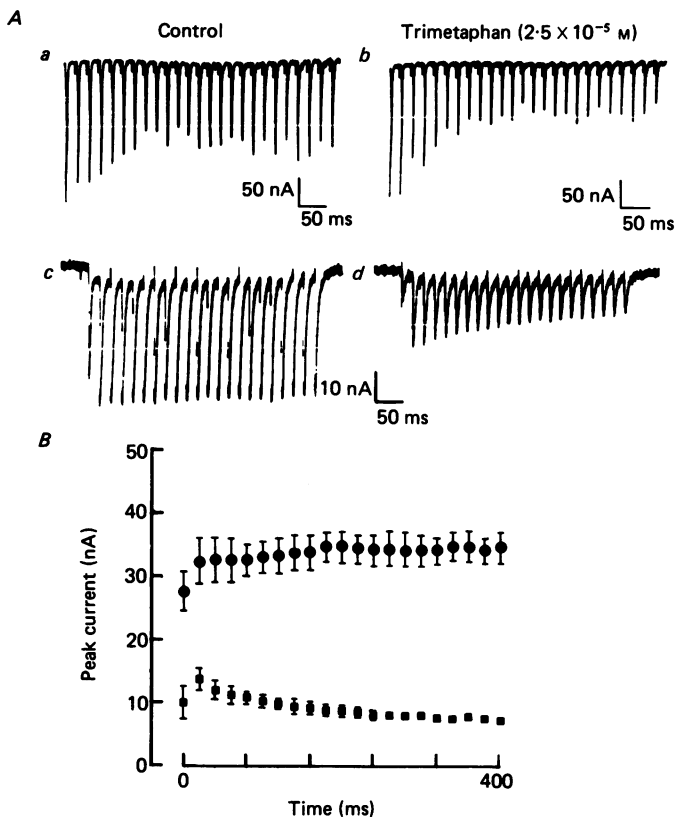 A
Control
Trimetaphan (2·5 × 10⁻⁵ M)
a
b
50 nA
50 ms
50 nA
50 ms
c
d
10 nA
50 ms
B
50
40
30
20
10
0
Peak current (nA)
0
400
Time (ms)